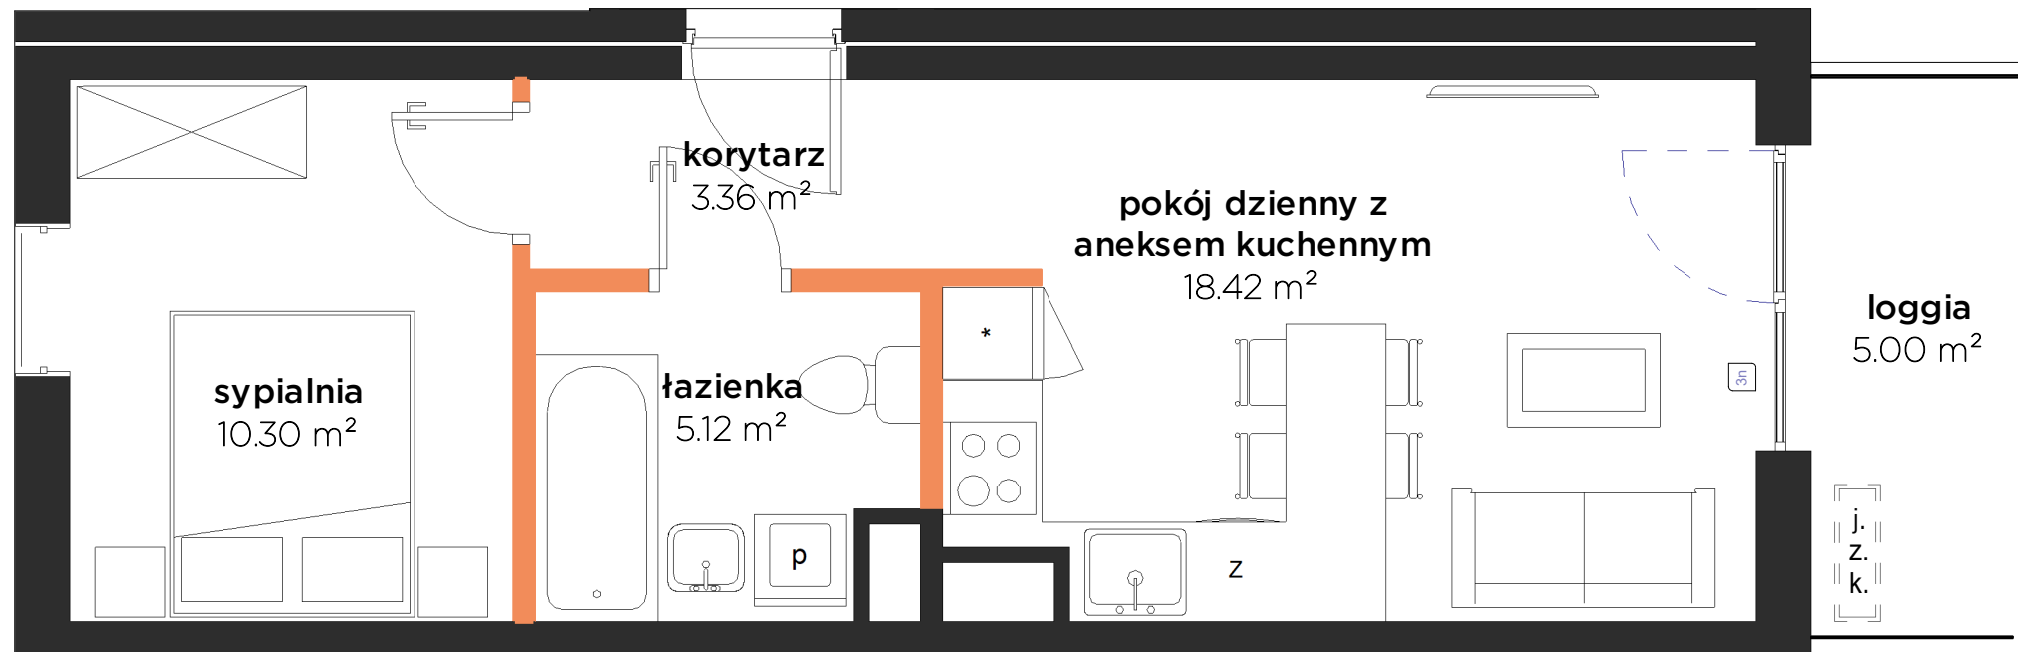 korytarz
3.36 m²
pokój dzienny z
aneksem kuchennym
18.42 m²
loggia
5.00 m²
*
sypialnia
10.30 m²
łazienka
5.12 m²
3n
p
z
j.
z.
k.